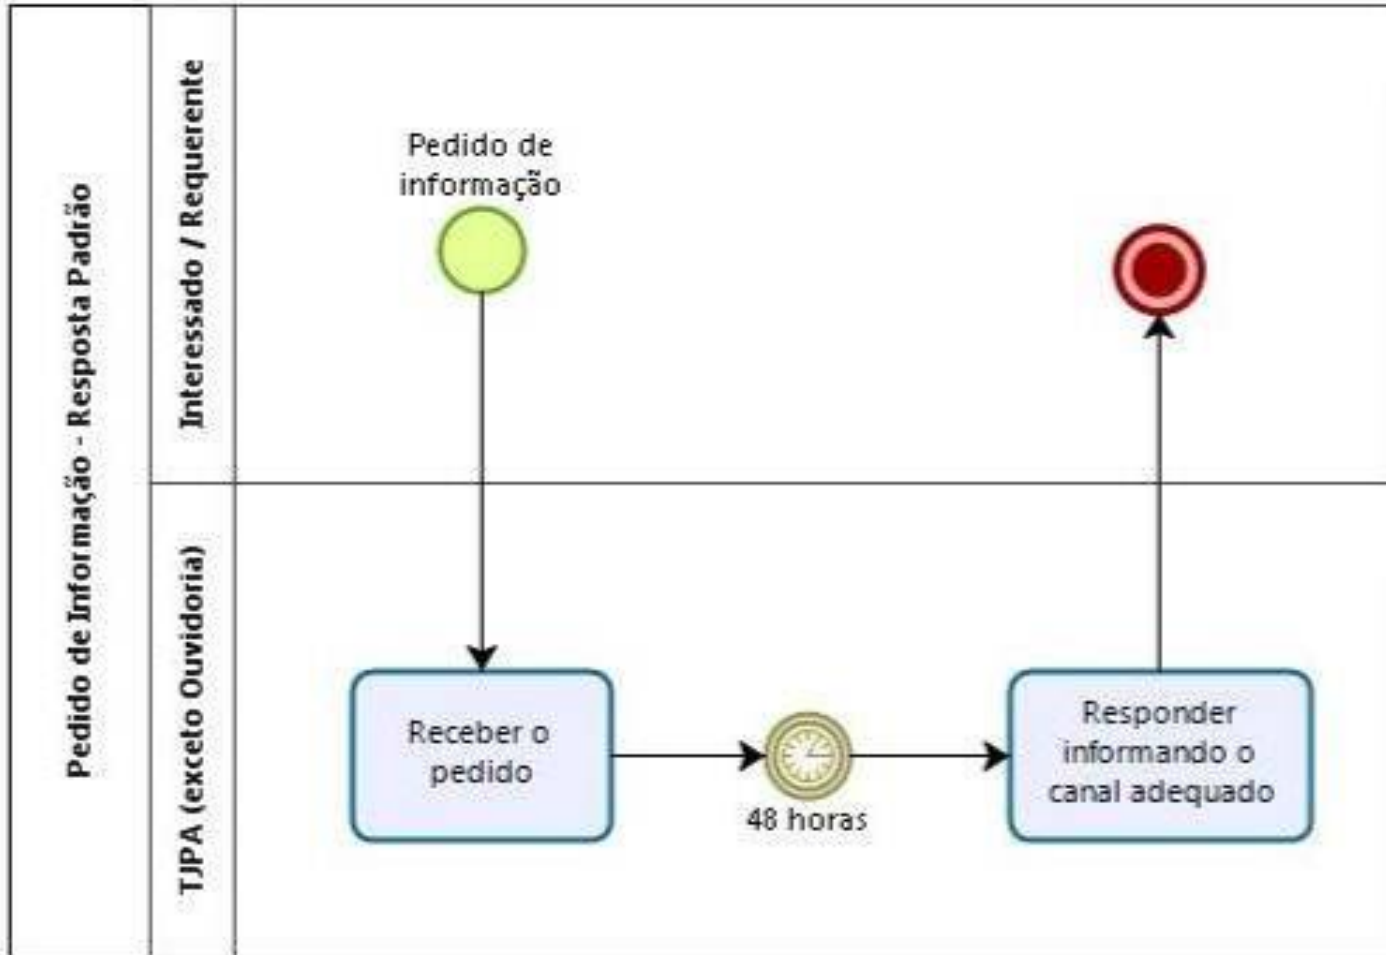 Pedido de Informação - Resposta Padrão
Interessado / Requerente
Pedido de
informação
TJPA (exceto Ouvidoria)
Receber o
pedido
48 horas
Responder
informando o
canal adequado